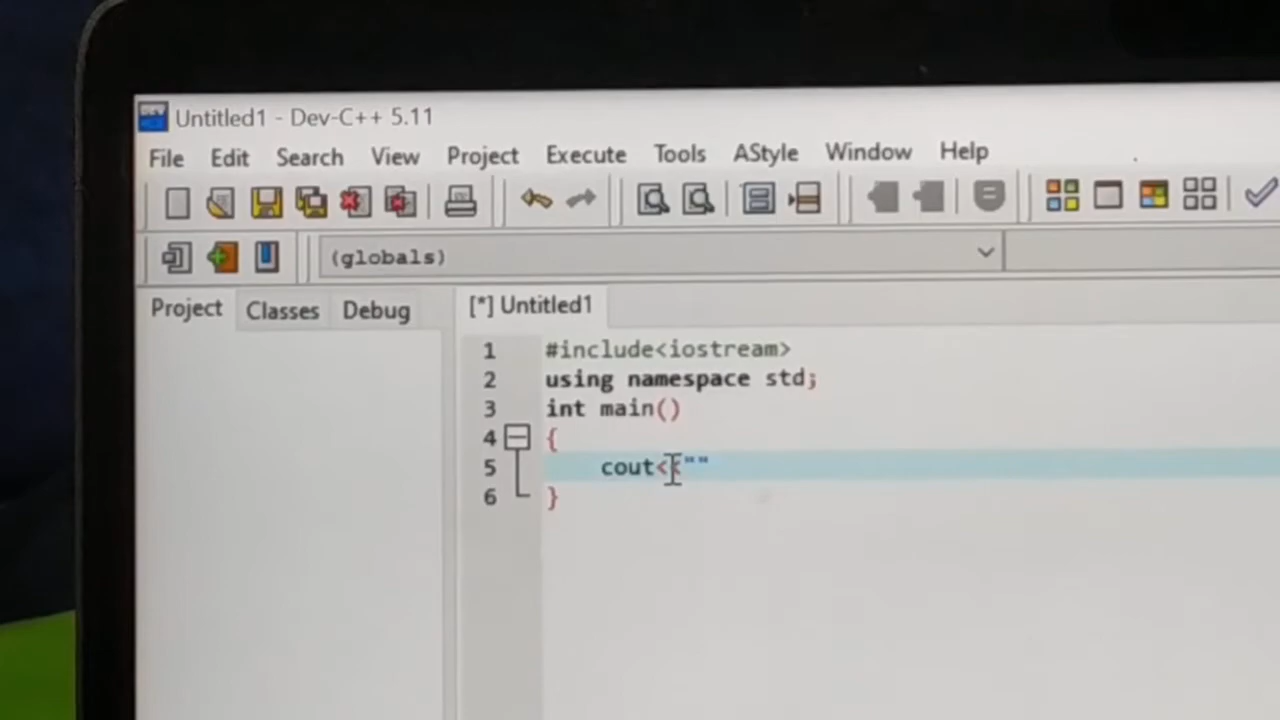 Untitled1 - Dev-C++ 5.11
File Edit Search View Project Execute Tools AStyle Window Help
(globals)
Project Classes Debug
[*] Untitled1
1 #include<iostream>
2 using namespace std;
3 int main()
4 {
5 cout<<""
6 }